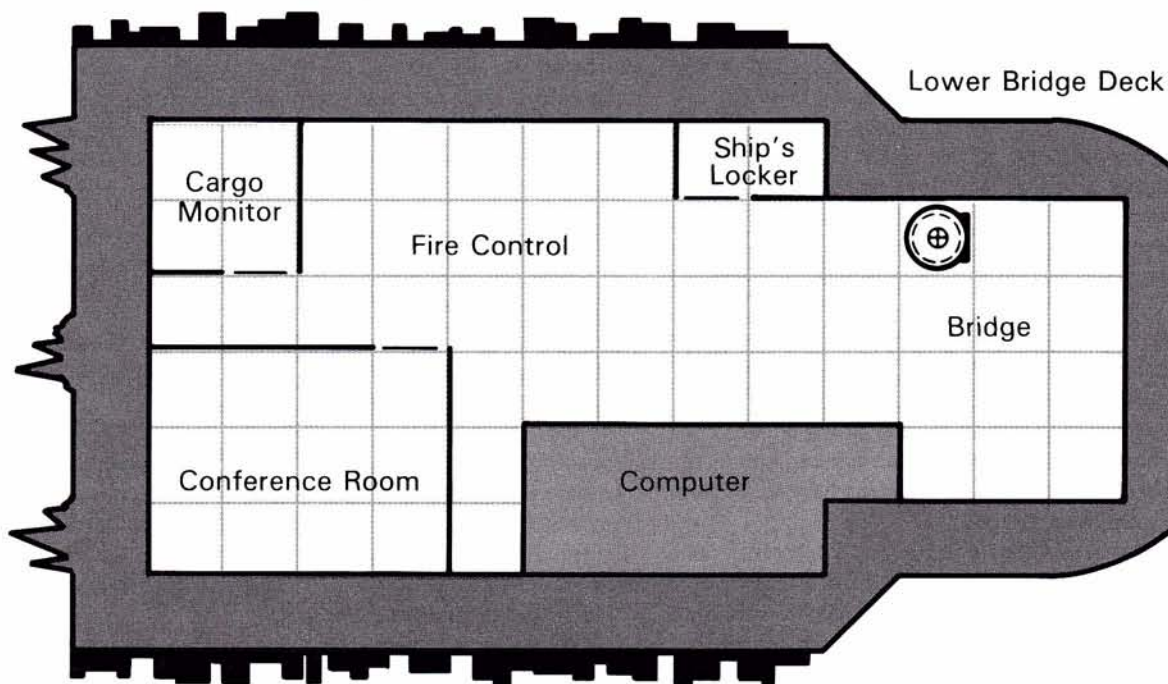 Lower Bridge Deck
Ship's
Locker
Cargo
Monitor
Fire Control
Bridge
Conference Room
Computer